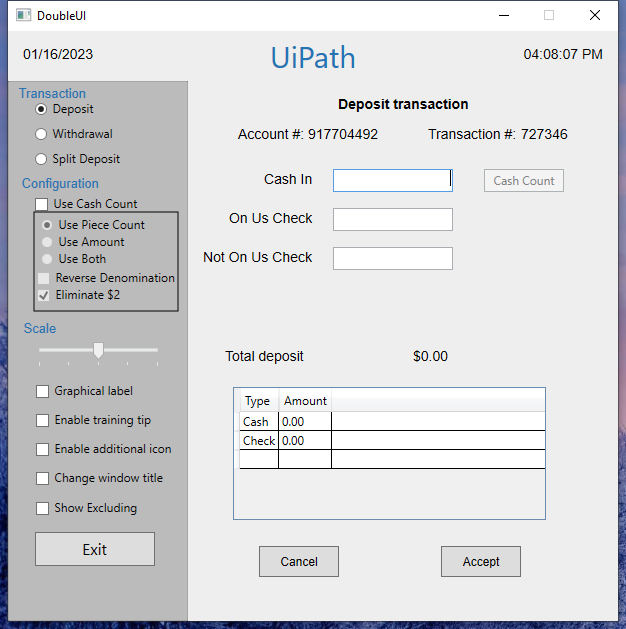 DoubleUI
01/16/2023
UiPath
04:08:07 PM
Transaction
Deposit
Withdrawal
Split Deposit
Configuration
Use Cash Count
Use Piece Count
Use Amount
Use Both
Reverse Denomination
Eliminate $2
Scale
Graphical label
Enable training tip
Enable additional icon
Change window title
Show Excluding
Exit
Deposit transaction
Account #: 917704492 Transaction #: 727346
Cash In Cash Count
On Us Check
Not On Us Check
Total deposit $0.00
Type Amount
Cash 0.00
Check 0.00
Cancel Accept